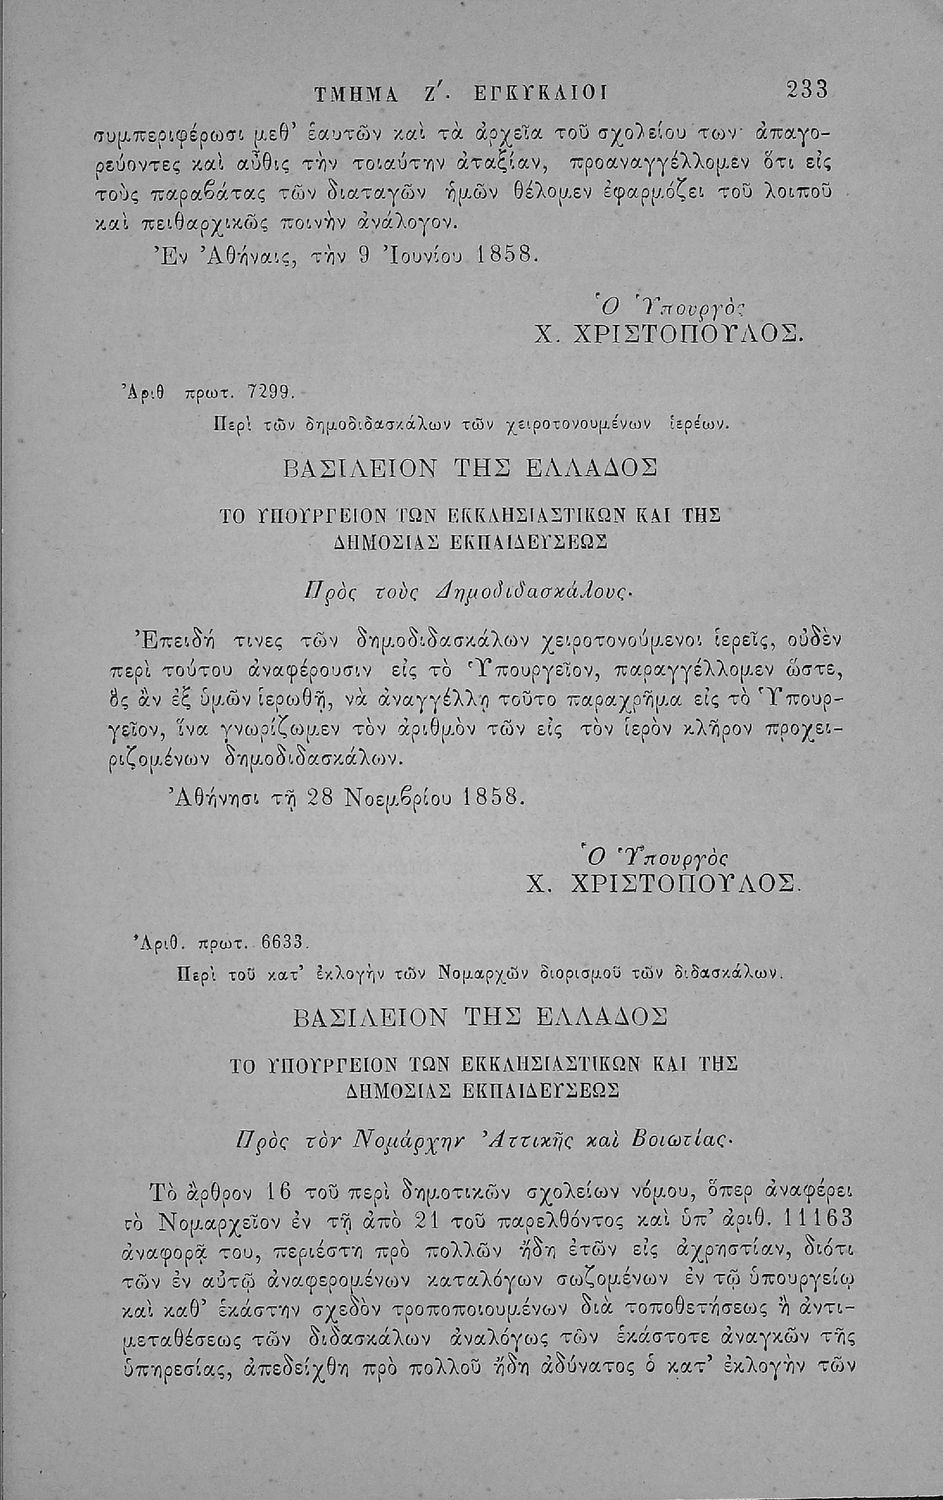 ΤΜΗΜΑ Ζ΄. ΕΓΚΥΚΛΙΟΙ 233
συμπεριφέρωσι μεθ' ἑαυτῶν καὶ τὰ ἀρχεῖα τοῦ σχολείου των· ἀπαγο-
ρεύοντες καὶ αὖθις τὴν τοιαύτην ἀταξίαν, προαναγγέλλομεν ὅτι εἰς
τοὺς παραβάτας τῶν διαταγῶν ἡμῶν θέλομεν ἐφαρμόζει τοῦ λοιποῦ
καὶ πειθαρχικῶς ποινὴν ἀνάλογον.
Ἐν Ἀθήναις, τὴν 9 Ἰουνίου 1858.
Ὁ Ὑπουργὸς
Χ. ΧΡΙΣΤΟΠΟΥΛΟΣ.
Ἀριθ πρωτ. 7299.
Περὶ τῶν δημοδιδασκάλων τῶν χειροτονουμένων ἱερέων.
ΒΑΣΙΛΕΙΟΝ ΤΗΣ ΕΛΛΑΔΟΣ
ΤΟ ΥΠΟΥΡΓΕΙΟΝ ΤΩΝ ΕΚΚΛΗΣΙΑΣΤΙΚΩΝ ΚΑΙ ΤΗΣ
ΔΗΜΟΣΙΑΣ ΕΚΠΑΙΔΕΥΣΕΩΣ
Πρὸς τοὺς Δημοδιδασκάλους.
Ἐπειδή τινες τῶν δημοδιδασκάλων χειροτονούμενοι ἱερεῖς, οὐδὲν
περὶ τούτου ἀναφέρουσιν εἰς τὸ Ὑπουργεῖον, παραγγέλλομεν ὥστε,
ὃς ἂν ἐξ ὑμῶν ἱερωθῇ, νὰ ἀναγγέλλῃ τοῦτο παραχρῆμα εἰς τὸ Ὑπουρ-
γεῖον, ἵνα γνωρίζωμεν τὸν ἀριθμὸν τῶν εἰς τὸν ἱερὸν κλῆρον προχει-
ριζομένων δημοδιδασκάλων.
Ἀθήνησι τῇ 28 Νοεμβρίου 1858.
Ὁ Ὑπουργὸς
Χ. ΧΡΙΣΤΟΠΟΥΛΟΣ.
Ἀριθ. πρωτ. 6633.
Περὶ τοῦ κατ' ἐκλογὴν τῶν Νομαρχῶν διορισμοῦ τῶν διδασκάλων.
ΒΑΣΙΛΕΙΟΝ ΤΗΣ ΕΛΛΑΔΟΣ
ΤΟ ΥΠΟΥΡΓΕΙΟΝ ΤΩΝ ΕΚΚΛΗΣΙΑΣΤΙΚΩΝ ΚΑΙ ΤΗΣ
ΔΗΜΟΣΙΑΣ ΕΚΠΑΙΔΕΥΣΕΩΣ
Πρὸς τὸν Νομάρχην Ἀττικῆς καὶ Βοιωτίας.
Τὸ ἄρθρον 16 τοῦ περὶ δημοτικῶν σχολείων νόμου, ὅπερ ἀναφέρει
τὸ Νομαρχεῖον ἐν τῇ ἀπὸ 21 τοῦ παρελθόντος καὶ ὑπ' ἀριθ. 11163
ἀναφορᾷ του, περιέστη πρὸ πολλῶν ἤδη ἐτῶν εἰς ἀχρηστίαν, διότι
τῶν ἐν αὐτῷ ἀναφερομένων καταλόγων σωζομένων ἐν τῷ ὑπουργείῳ
καὶ καθ' ἑκάστην σχεδὸν τροποποιουμένων διὰ τοποθετήσεως ἢ ἀντι-
μεταθέσεως τῶν διδασκάλων ἀναλόγως τῶν ἑκάστοτε ἀναγκῶν τῆς
ὑπηρεσίας, ἀπεδείχθη πρὸ πολλοῦ ἤδη ἀδύνατος ὁ κατ' ἐκλογὴν τῶν